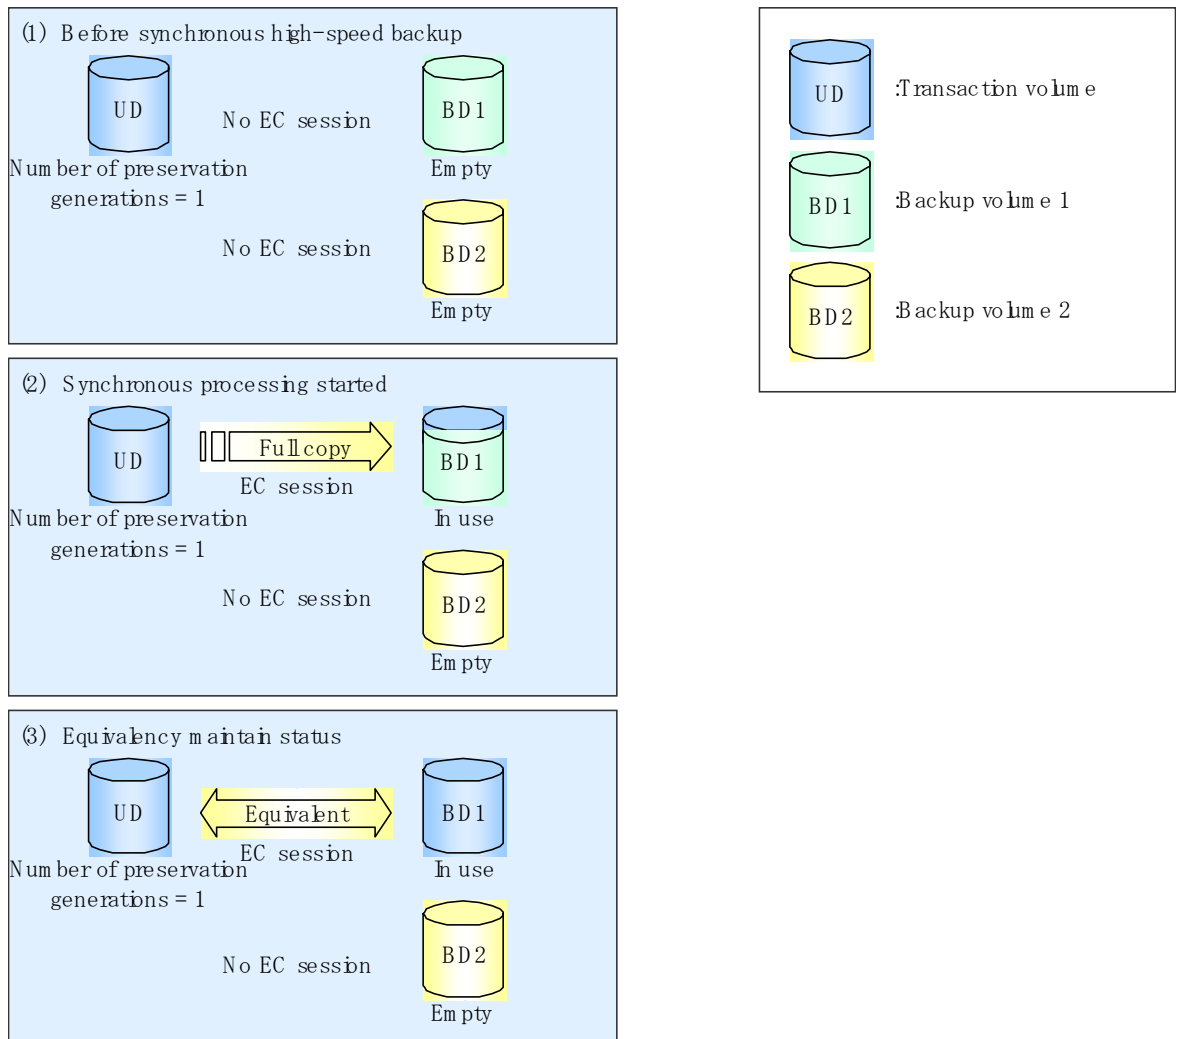 (1) Before synchronous high-speed backup
UD
No EC session
BD1
Number of preservation
generations = 1
Empty
No EC session
BD2
Empty
(2) Synchronous processing started
UD
Full copy
EC session
BD1
Number of preservation
generations = 1
In use
No EC session
BD2
Empty
(3) Equivalency maintain status
UD
Equivalent
EC session
BD1
Number of preservation
generations = 1
In use
No EC session
BD2
Empty
UD :Transaction volume
BD1 :Backup volume 1
BD2 :Backup volume 2